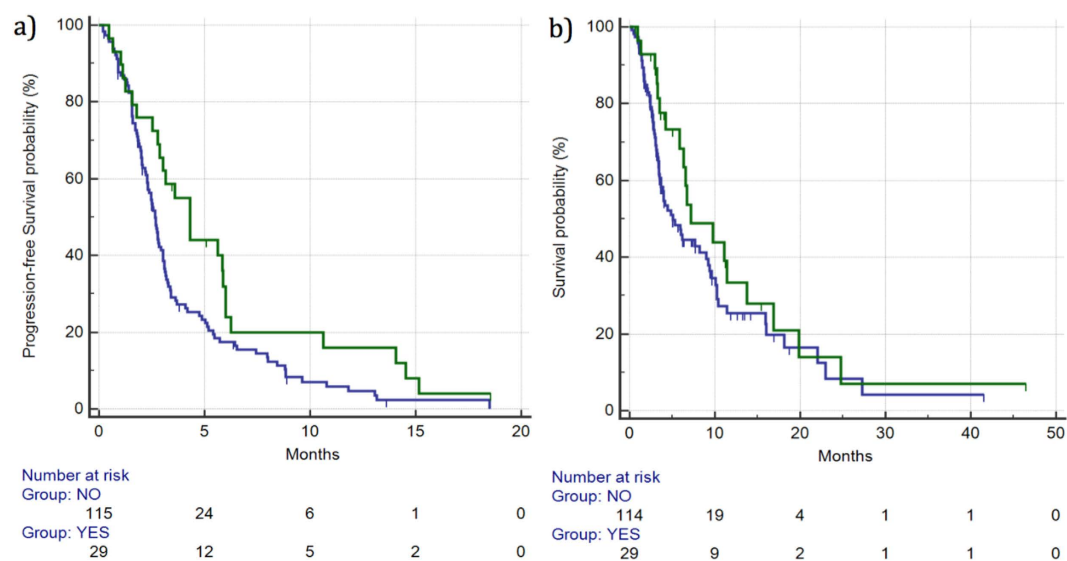 a)
Progression-free Survival probability (%)
100
80
60
40
20
0
0 5 10 15 20
Months
Number at risk
Group: NO
115 24 6 1 0
Group: YES
29 12 5 2 0
b)
Survival probability (%)
100
80
60
40
20
0
0 10 20 30 40 50
Months
Number at risk
Group: NO
114 19 4 1 1 0
Group: YES
29 9 2 1 1 0